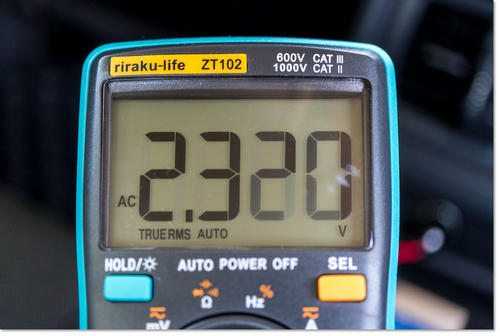 riraku-life ZT102
600V CAT III
1000V CAT II
AC 2.320 V
TRUERMS AUTO
HOLD/☼ AUTO POWER OFF SEL
Ω Hz %
mV A